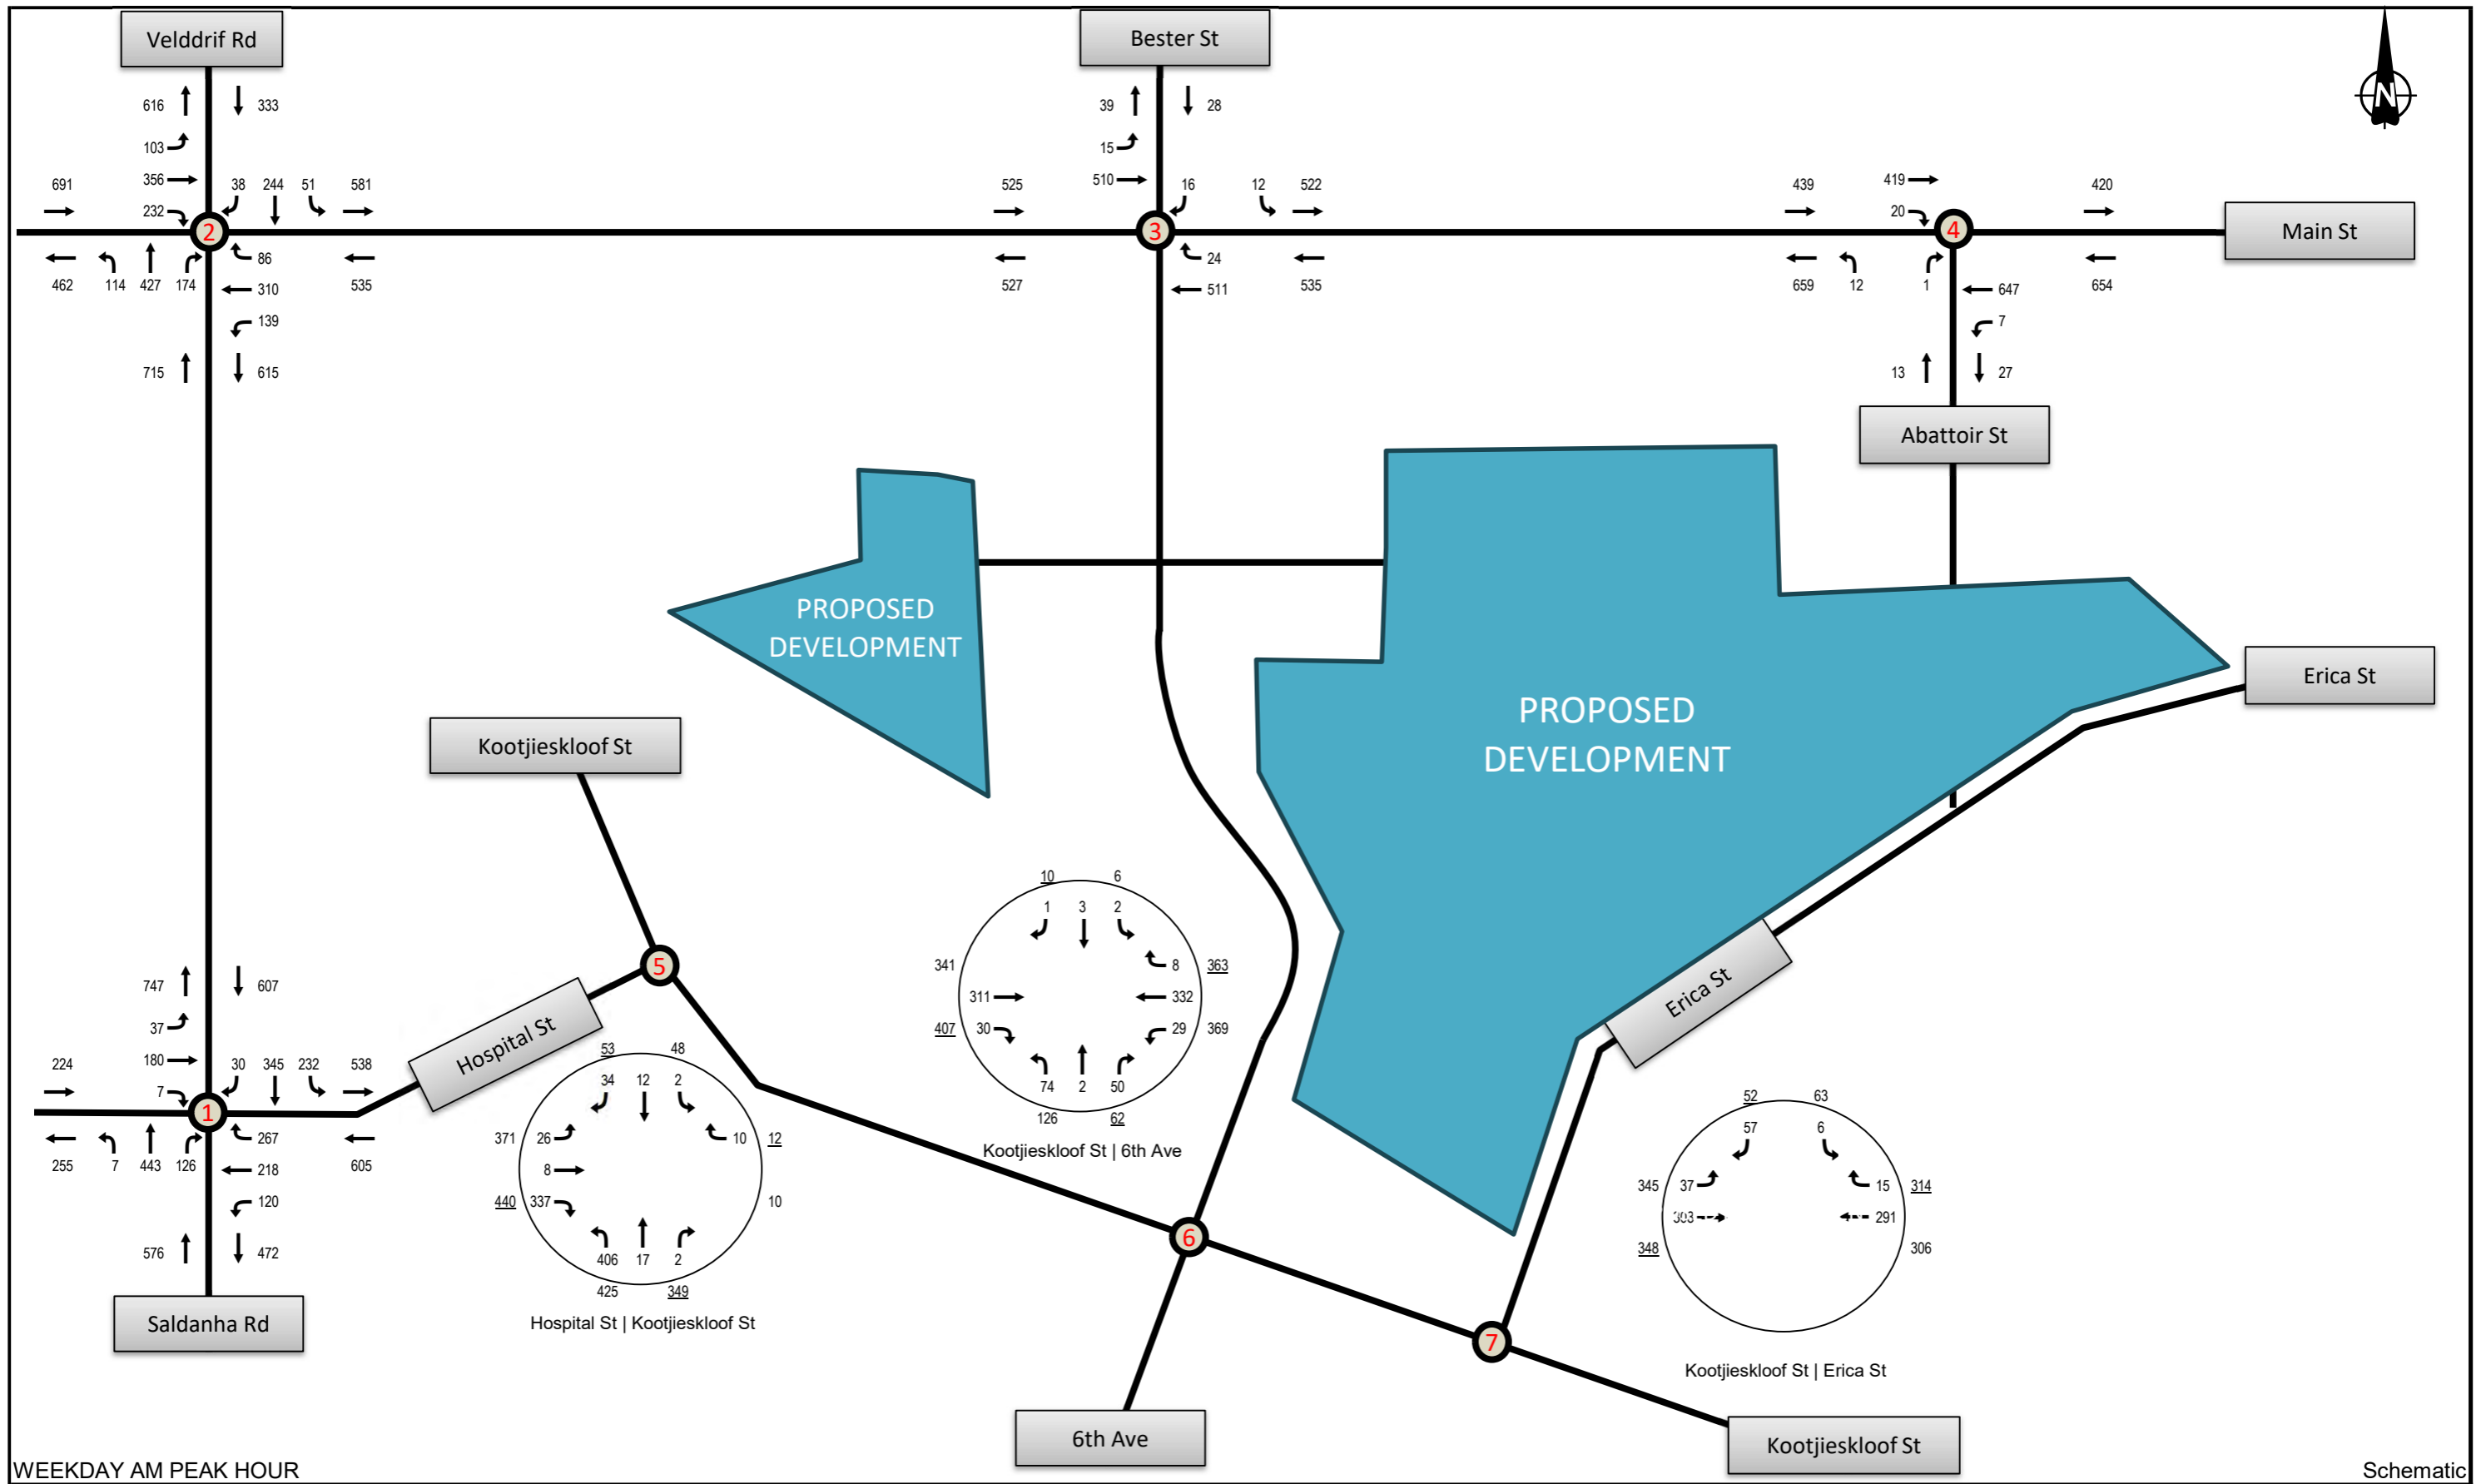 Velddrif Rd
Bester St
N
616 333
39 28
103
15
691 356 38 244 51 581
525 510 16 12 522
439 419 420
232
20
2
3
4
Main St
86
24
462 114 427 174 310 535
527 511 535
659 12 1 647 654
139
7
715 615
13 27
Abattoir St
PROPOSED
DEVELOPMENT
PROPOSED
DEVELOPMENT
Erica St
Kootjieskloof St
5
10 6
1 3 2
341 8 363
311 332
407 30 29 369
74 2 50
126 62
Kootjieskloof St | 6th Ave
Erica St
747 607
37
224 180 30 345 232 538
7
1
267
255 7 443 126 218 605
120
576 472
Saldanha Rd
Hospital St
53 48
34 12 2
371 26 10 12
8
440 337 10
406 17 2
425 349
Hospital St | Kootjieskloof St
52 63
57 6
345 37 15 314
291
348 306
Kootjieskloof St | Erica St
6
7
6th Ave
Kootjieskloof St
WEEKDAY AM PEAK HOUR
Schematic